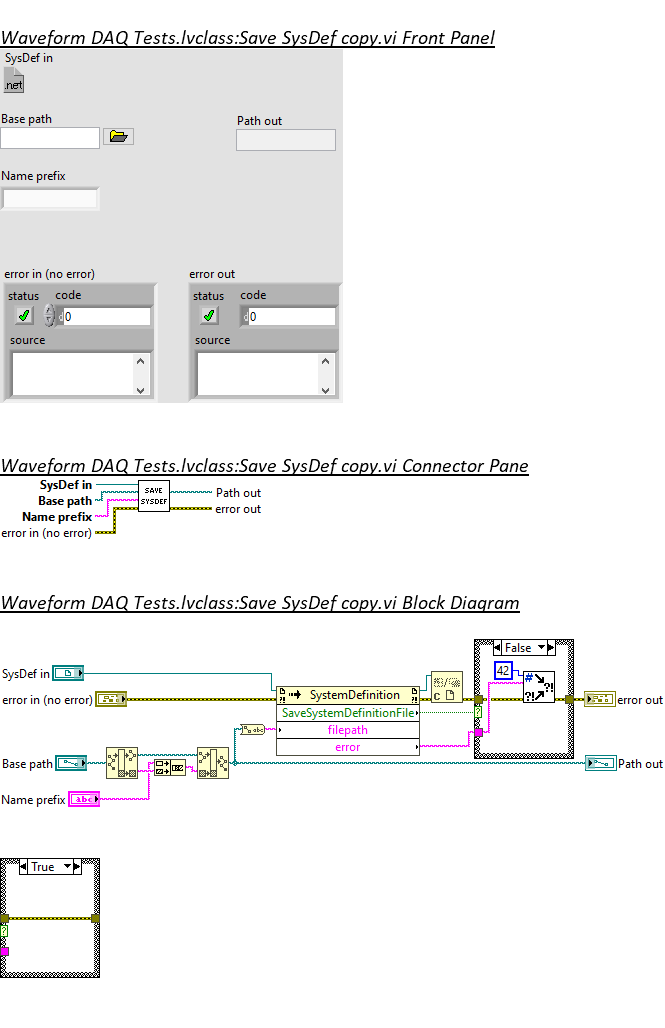 Waveform DAQ Tests.lvclass:Save SysDef copy.vi Front Panel
SysDef in
.net
Base path
Path out
Name prefix
error in (no error)
error out
status code
status code
d 0
d 0
source
source
Waveform DAQ Tests.lvclass:Save SysDef copy.vi Connector Pane
SysDef in
Base path
Name prefix
error in (no error)
SAVE
SYSDEF
Path out
error out
Waveform DAQ Tests.lvclass:Save SysDef copy.vi Block Diagram
False
SysDef in
42
error in (no error)
SystemDefinition
C
#
?!
?!
?!
error out
SaveSystemDefinitionFile
?
abc
filepath
error
Base path
Path out
Name prefix
abc
True
?